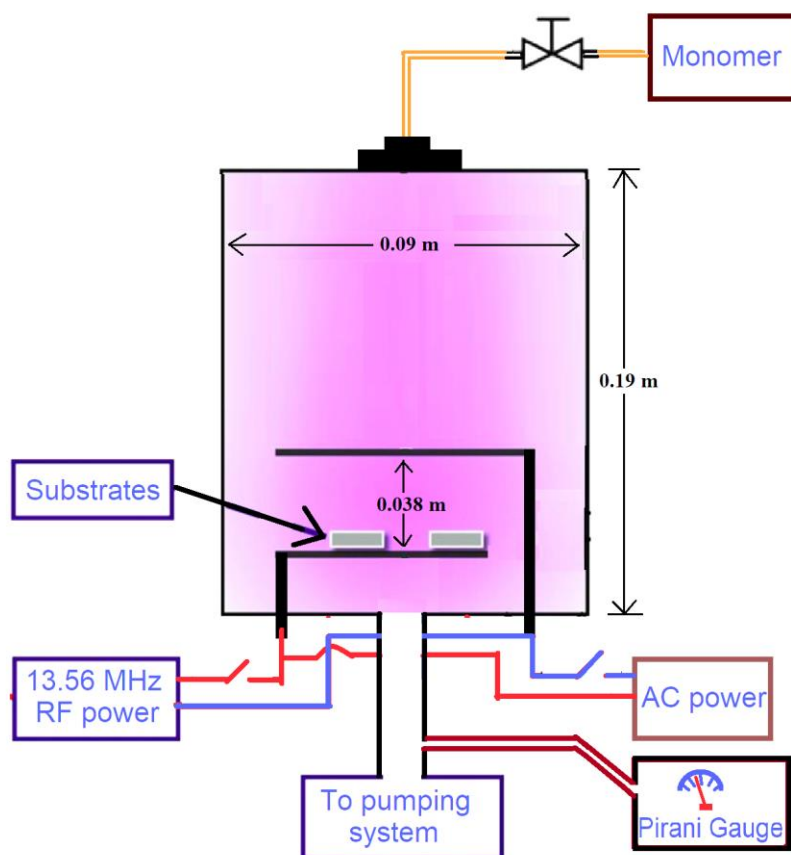 Monomer
0.09 m
0.19 m
Substrates
0.038 m
13.56 MHz
RF power
AC power
To pumping
system
Pirani Gauge